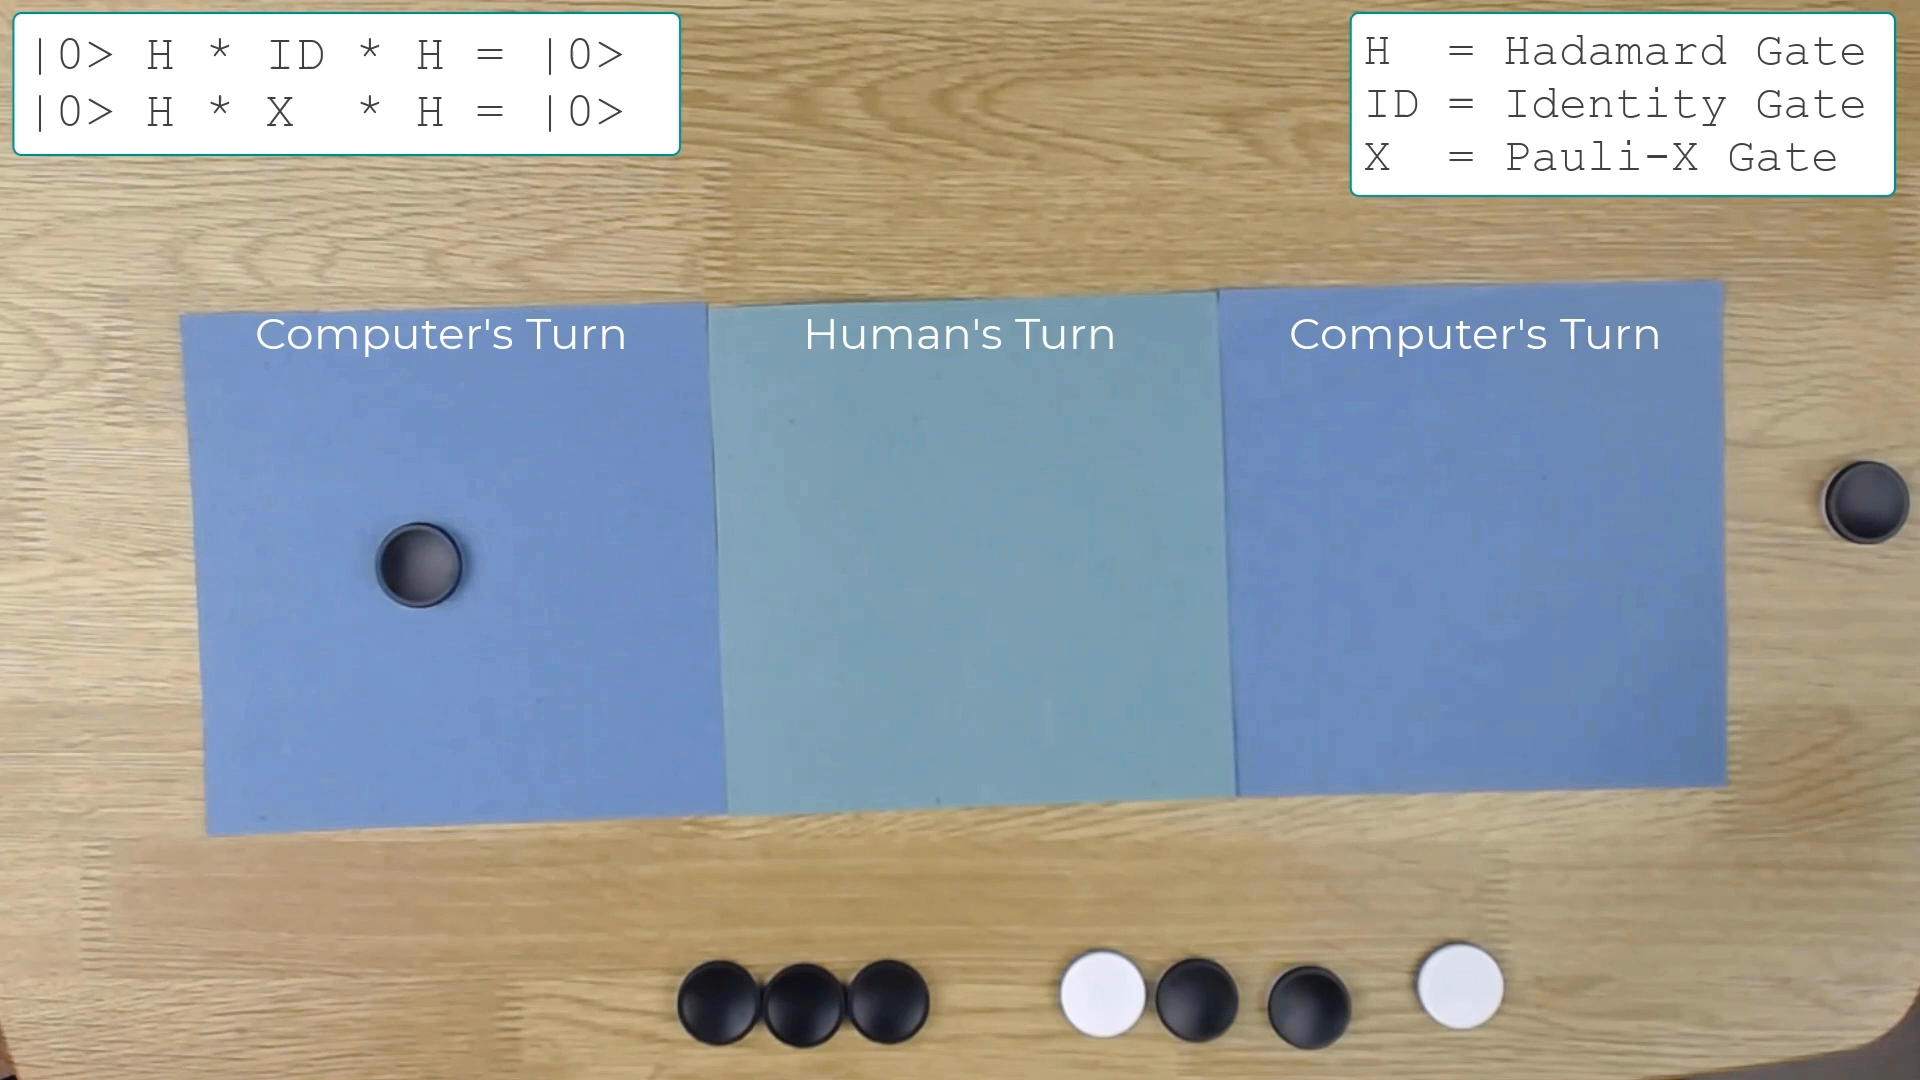 |0> H * ID * H = |0>
|0> H * X * H = |0>
H = Hadamard Gate
ID = Identity Gate
X = Pauli-X Gate
Computer's Turn
Human's Turn
Computer's Turn